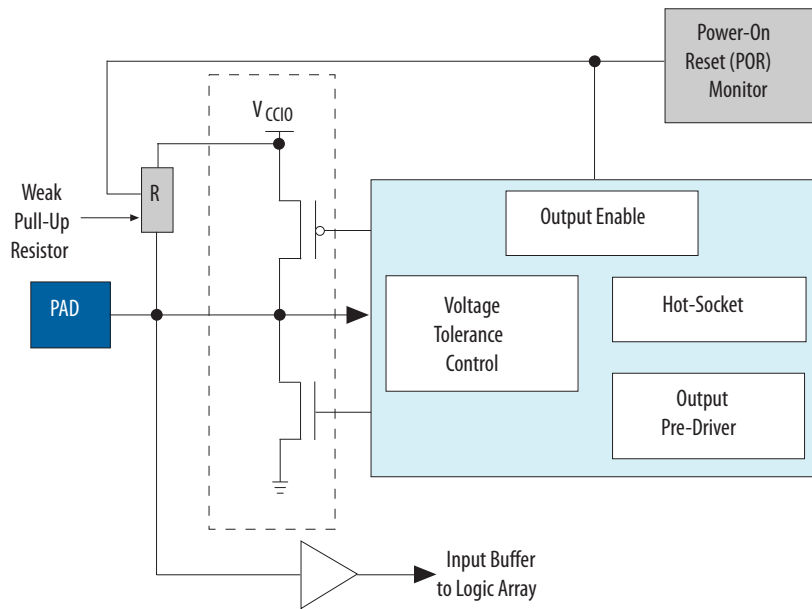 Power-On
Reset (POR)
Monitor
V CCIO
R
Weak
Pull-Up
Resistor
Output Enable
PAD
Voltage
Tolerance
Control
Hot-Socket
Output
Pre-Driver
Input Buffer
to Logic Array